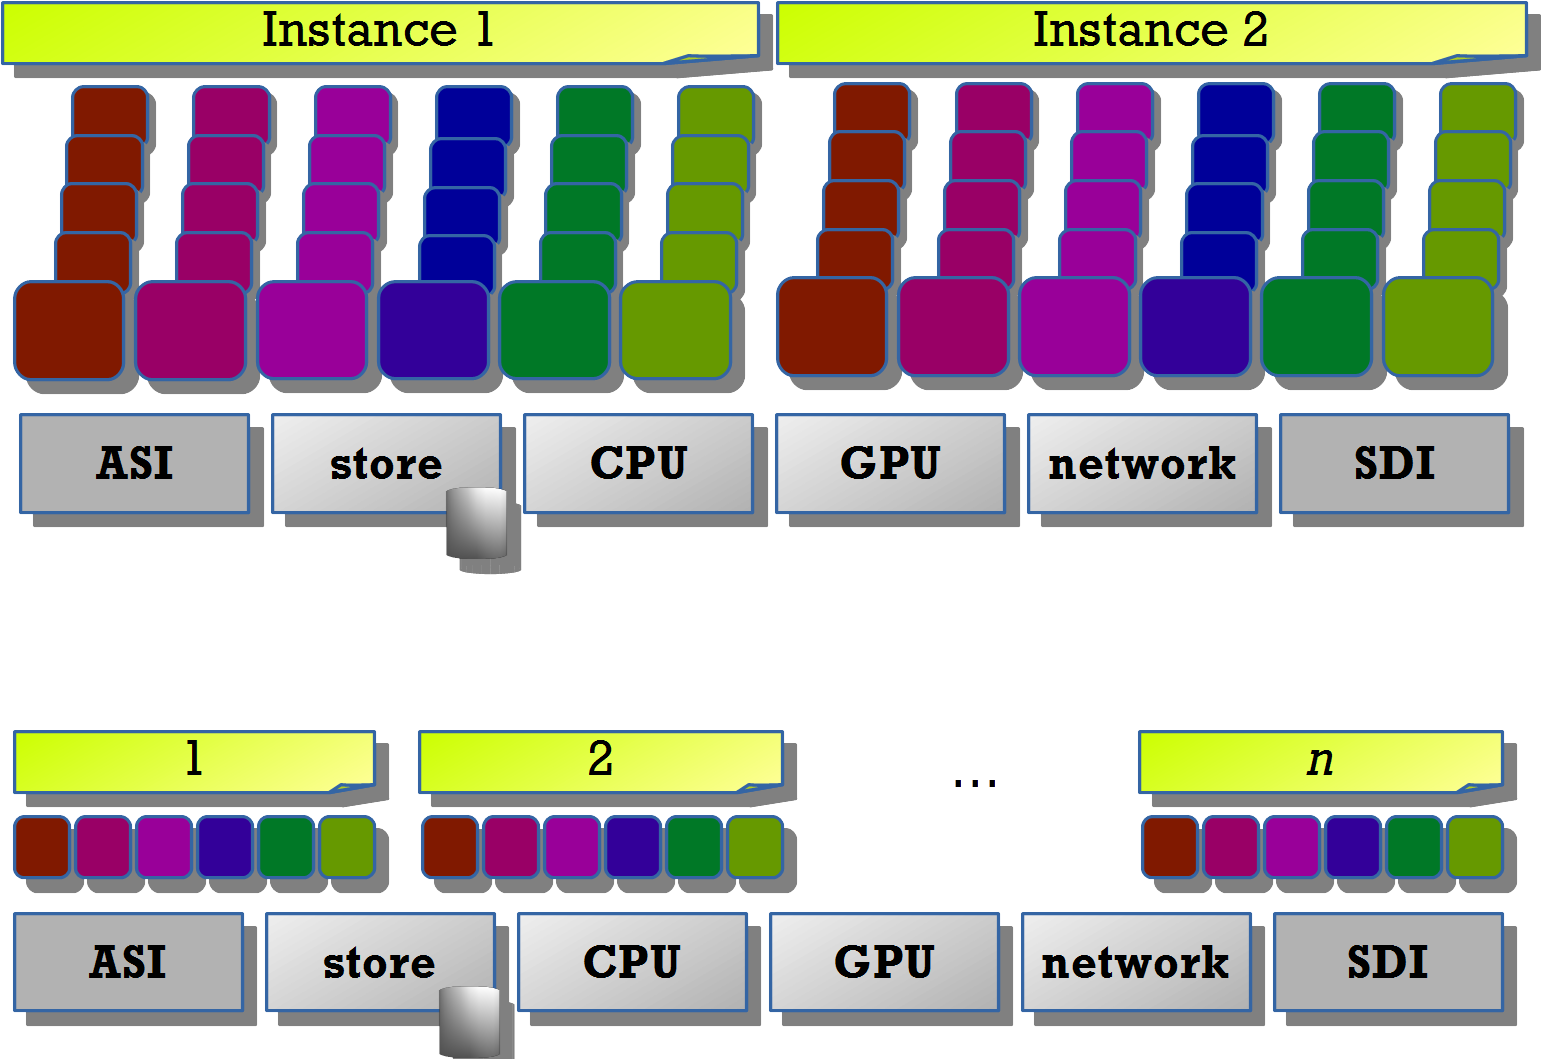 Instance 1 Instance 2
ASI store CPU GPU network SDI
1 2 ... n
ASI store CPU GPU network SDI